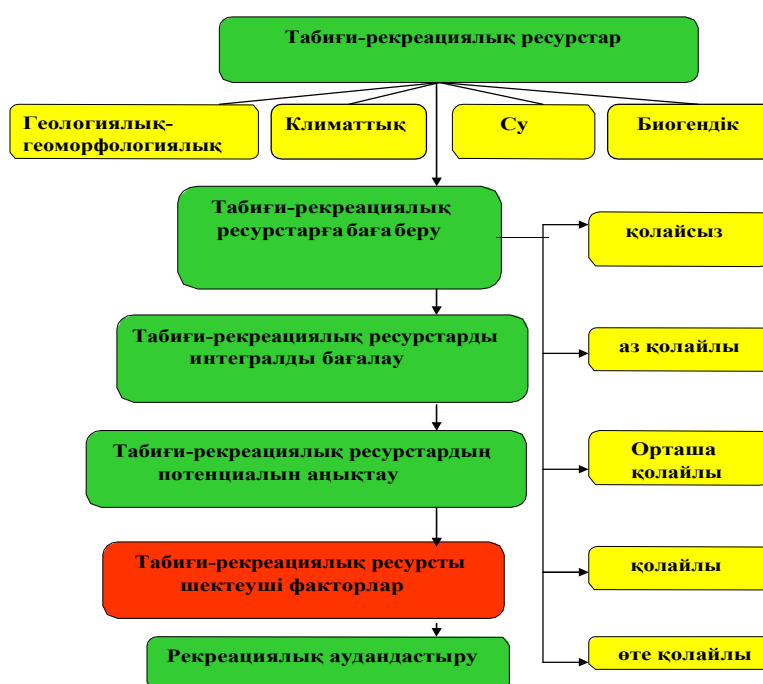 Табиғи-рекреациялық ресурстар
Геологиялық-
геоморфологиялық
Климаттық
Су
Биогендік
Табиғи-рекреациялық
ресурстарға баға беру
қолайсыз
Табиғи-рекреациялық ресурстарды
интегралды бағалау
аз қолайлы
Табиғи-рекреациялық ресурстардың
потенциалын аңықтау
Орташа
қолайлы
Табиғи-рекреациялық ресурсты
шектеуші факторлар
қолайлы
Рекреациялық аудандастыру
өте қолайлы